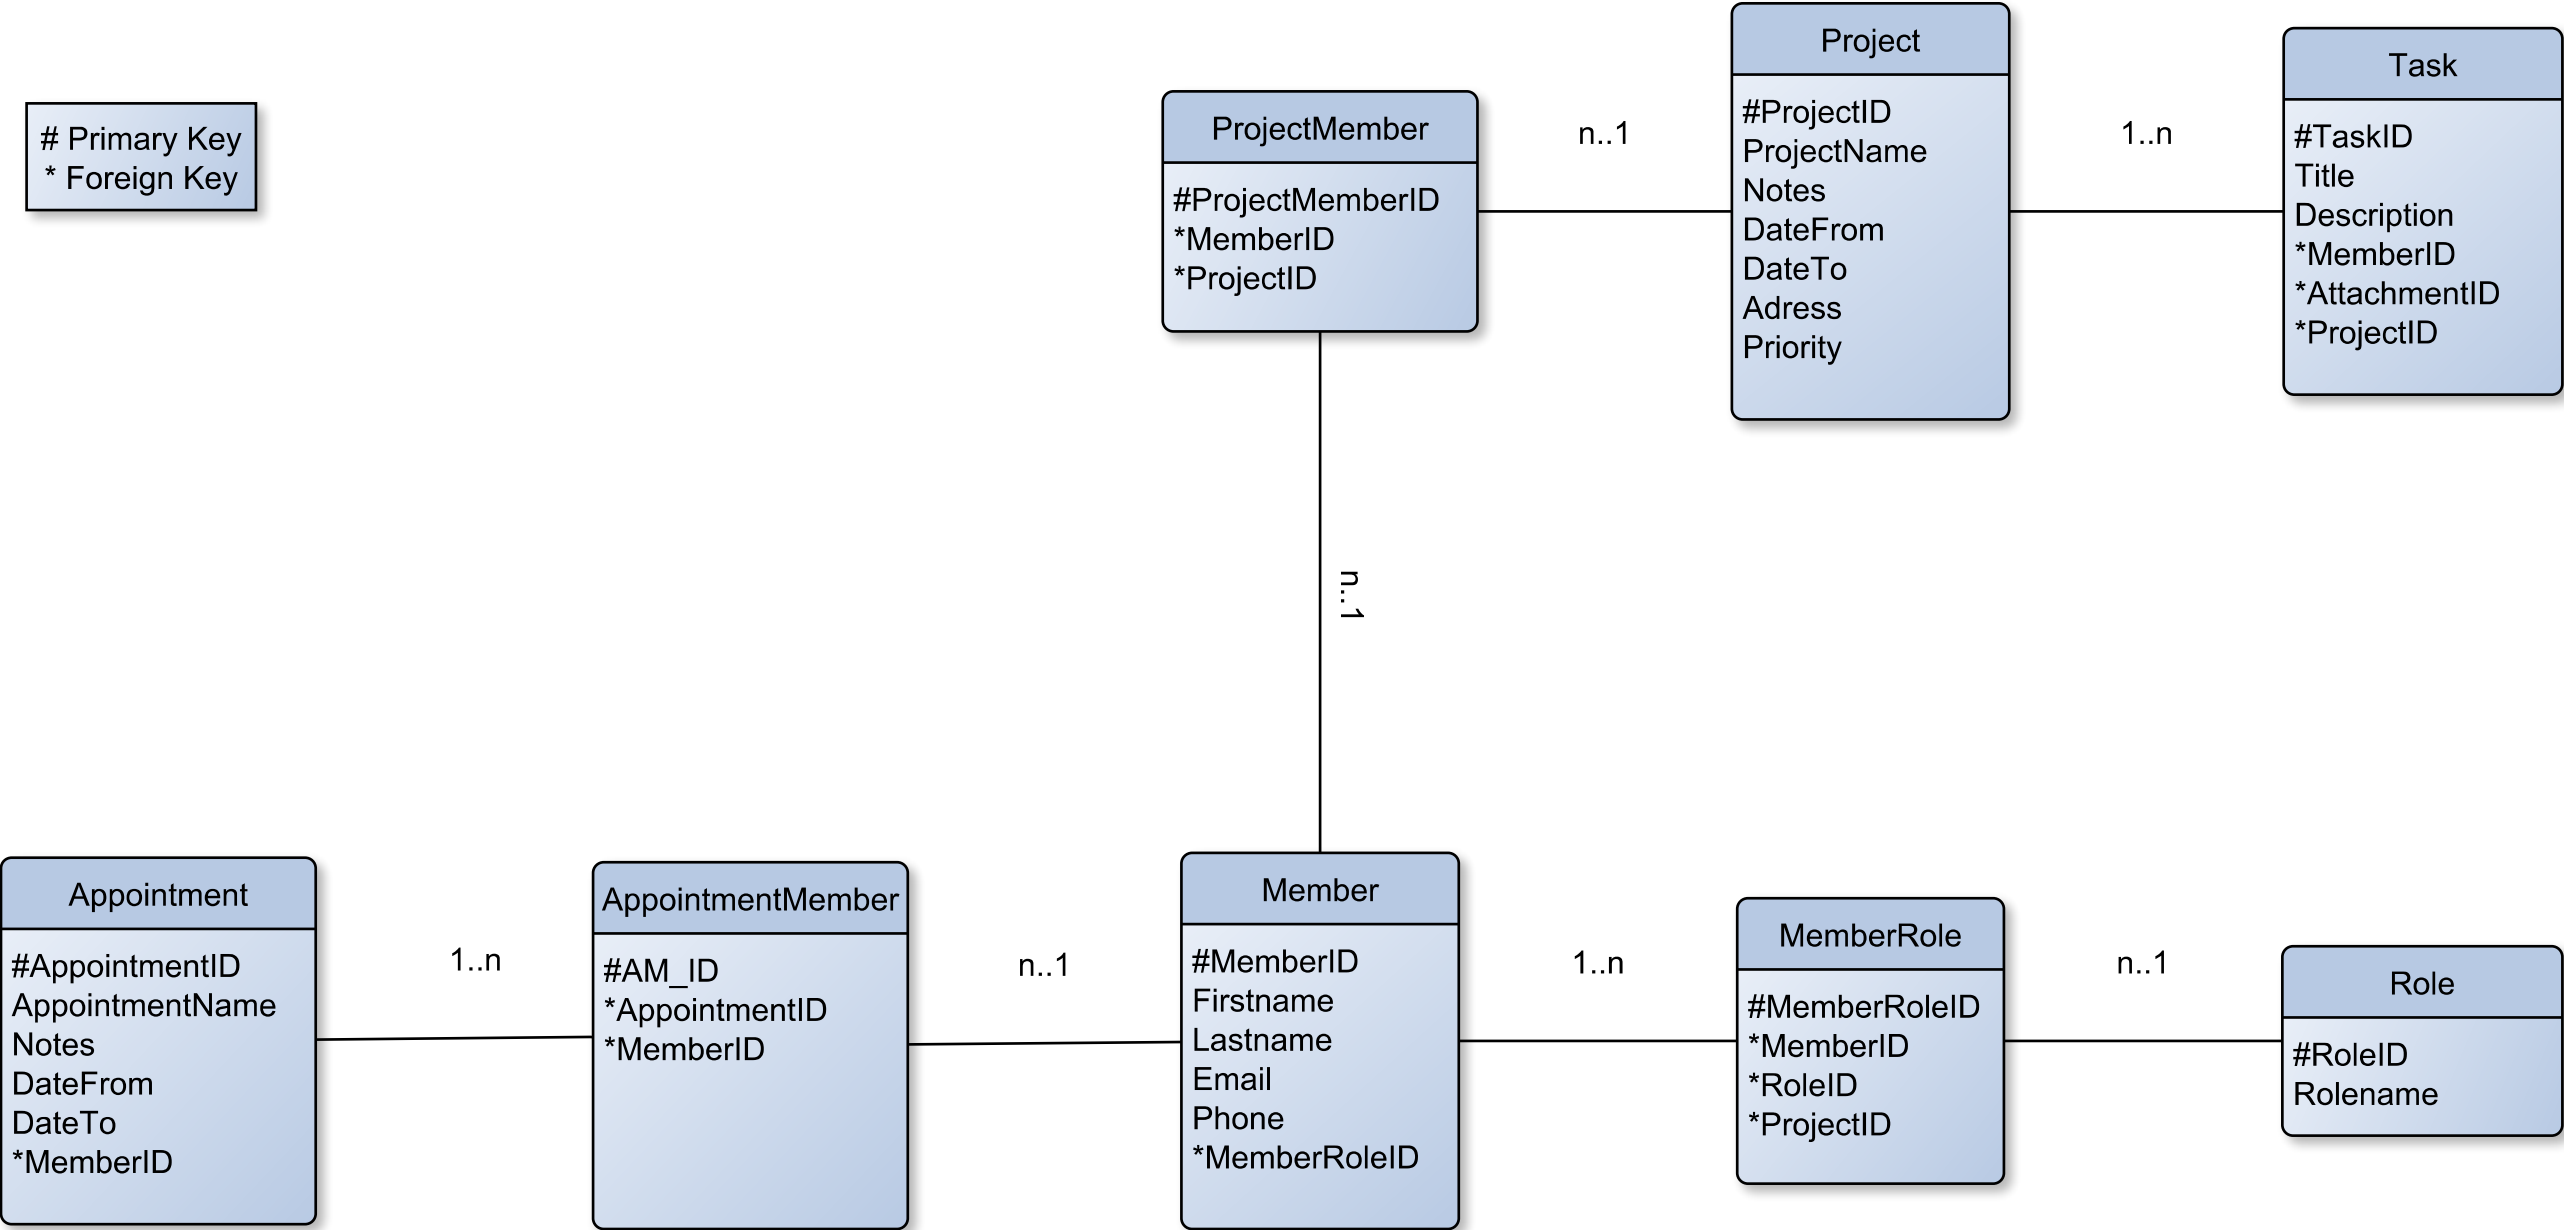 # Primary Key
* Foreign Key
ProjectMember
#ProjectMemberID
*MemberID
*ProjectID
n..1
Project
#ProjectID
ProjectName
Notes
DateFrom
DateTo
Adress
Priority
1..n
Task
#TaskID
Title
Description
*MemberID
*AttachmentID
*ProjectID
n..1
Appointment
#AppointmentID
AppointmentName
Notes
DateFrom
DateTo
*MemberID
1..n
AppointmentMember
#AM_ID
*AppointmentID
*MemberID
n..1
Member
#MemberID
Firstname
Lastname
Email
Phone
*MemberRoleID
1..n
MemberRole
#MemberRoleID
*MemberID
*RoleID
*ProjectID
n..1
Role
#RoleID
Rolename